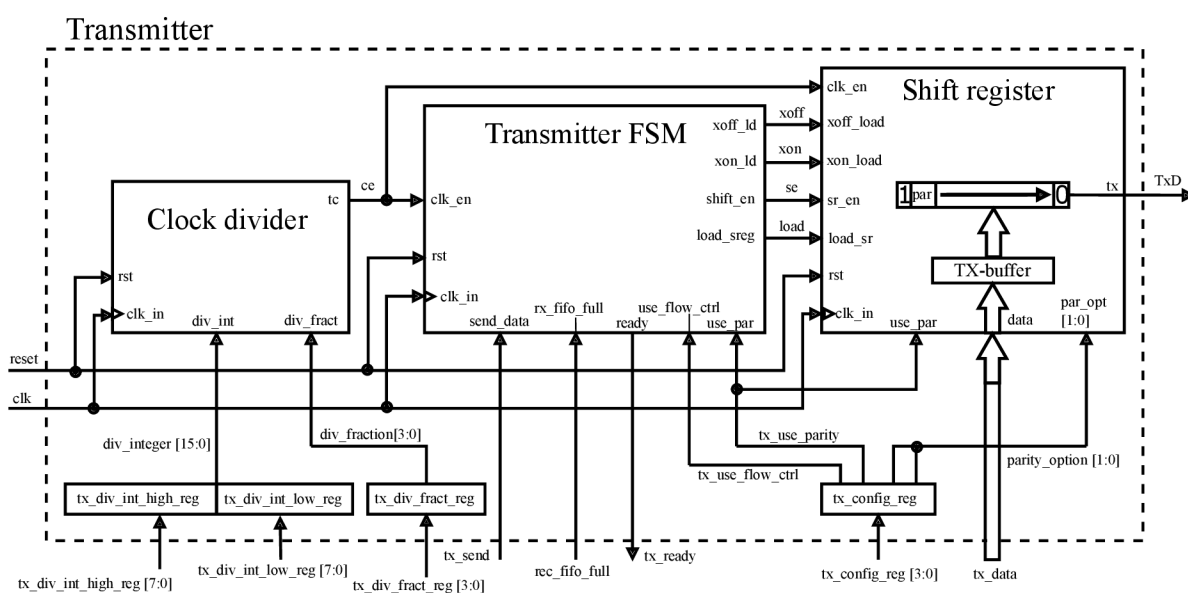 Transmitter
Clock divider
tc
rst
clk_in
div_int
div_fract
ce
Transmitter FSM
clk_en
rst
clk_in
xoff_ld
xon_ld
shift_en
load_sreg
send_data
rx_fifo_full
ready
use_flow_ctrl
use_par
xoff
xon
se
load
Shift register
clk_en
xoff_load
xon_load
sr_en
load_sr
rst
clk_in
use_par
1
par
0
TX-buffer
data
par_opt
[1:0]
tx
TxD
reset
clk
div_integer [15:0]
div_fraction[3:0]
tx_use_parity
tx_use_flow_ctrl
parity_option [1:0]
tx_div_int_high_reg
tx_div_int_low_reg
tx_div_fract_reg
tx_config_reg
tx_div_int_high_reg [7:0]
tx_div_int_low_reg [7:0]
tx_div_fract_reg [3:0]
tx_send
rec_fifo_full
tx_ready
tx_config_reg [3:0]
tx_data